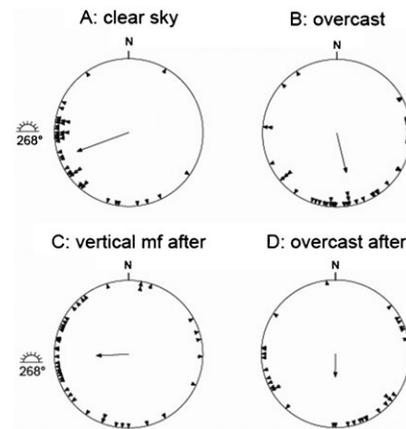 A: clear sky
B: overcast
N
N
268°
C: vertical mf after
D: overcast after
N
N
268°